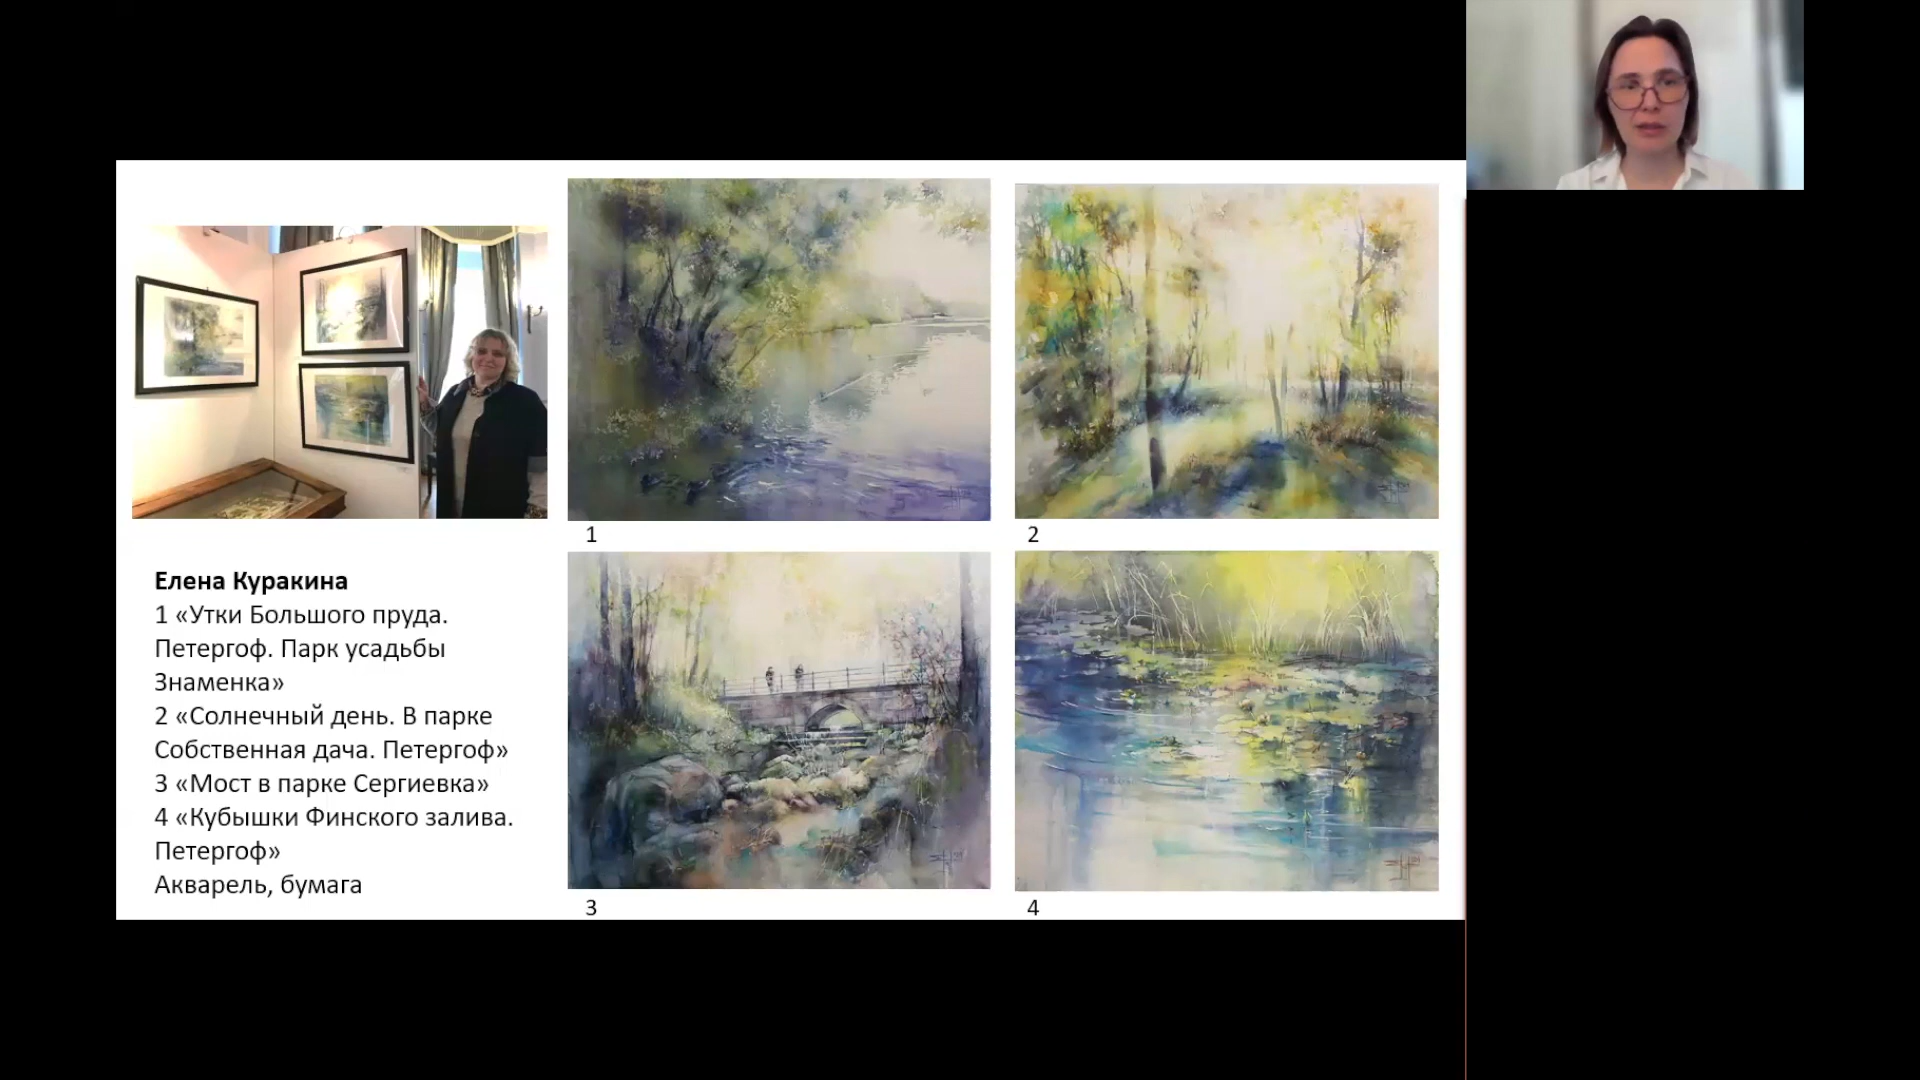 1
2
Елена Куракина
1 «Утки Большого пруда.
Петергоф. Парк усадьбы
Знаменка»
2 «Солнечный день. В парке
Собственная дача. Петергоф»
3 «Мост в парке Сергиевка»
4 «Кубышки Финского залива.
Петергоф»
Акварель, бумага
3
4